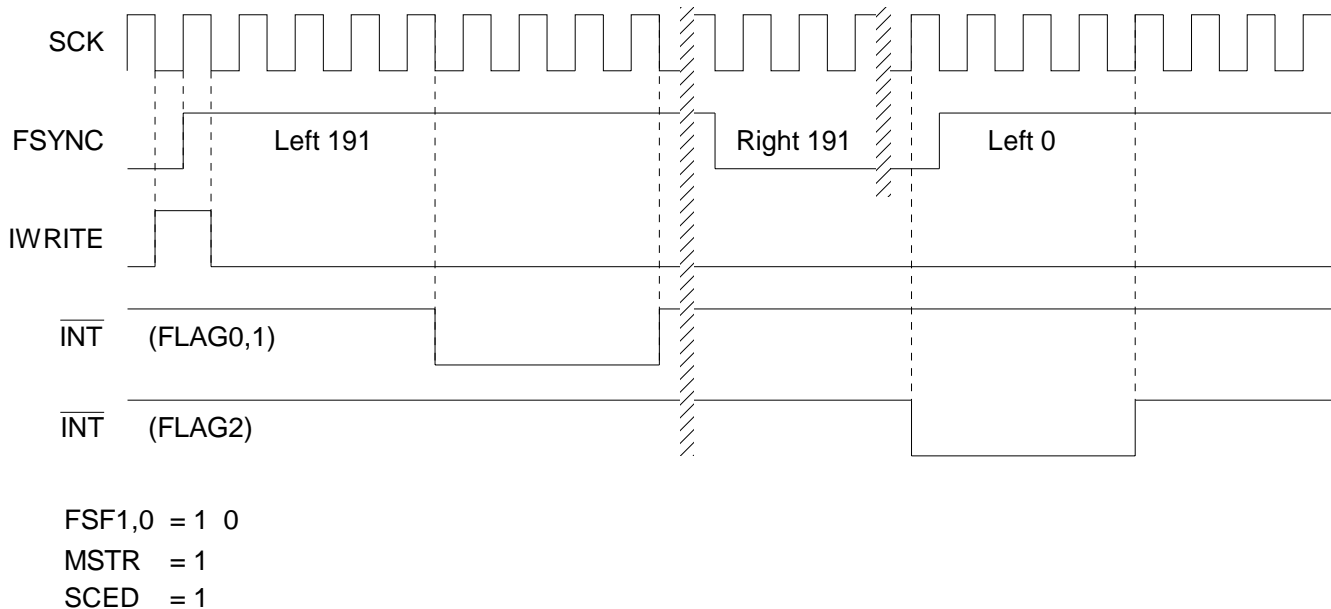 SCK
FSYNC
Left 191
Right 191
Left 0
IWRITE
INT (FLAG0,1)
INT (FLAG2)
FSF1,0 = 1 0
MSTR = 1
SCED = 1